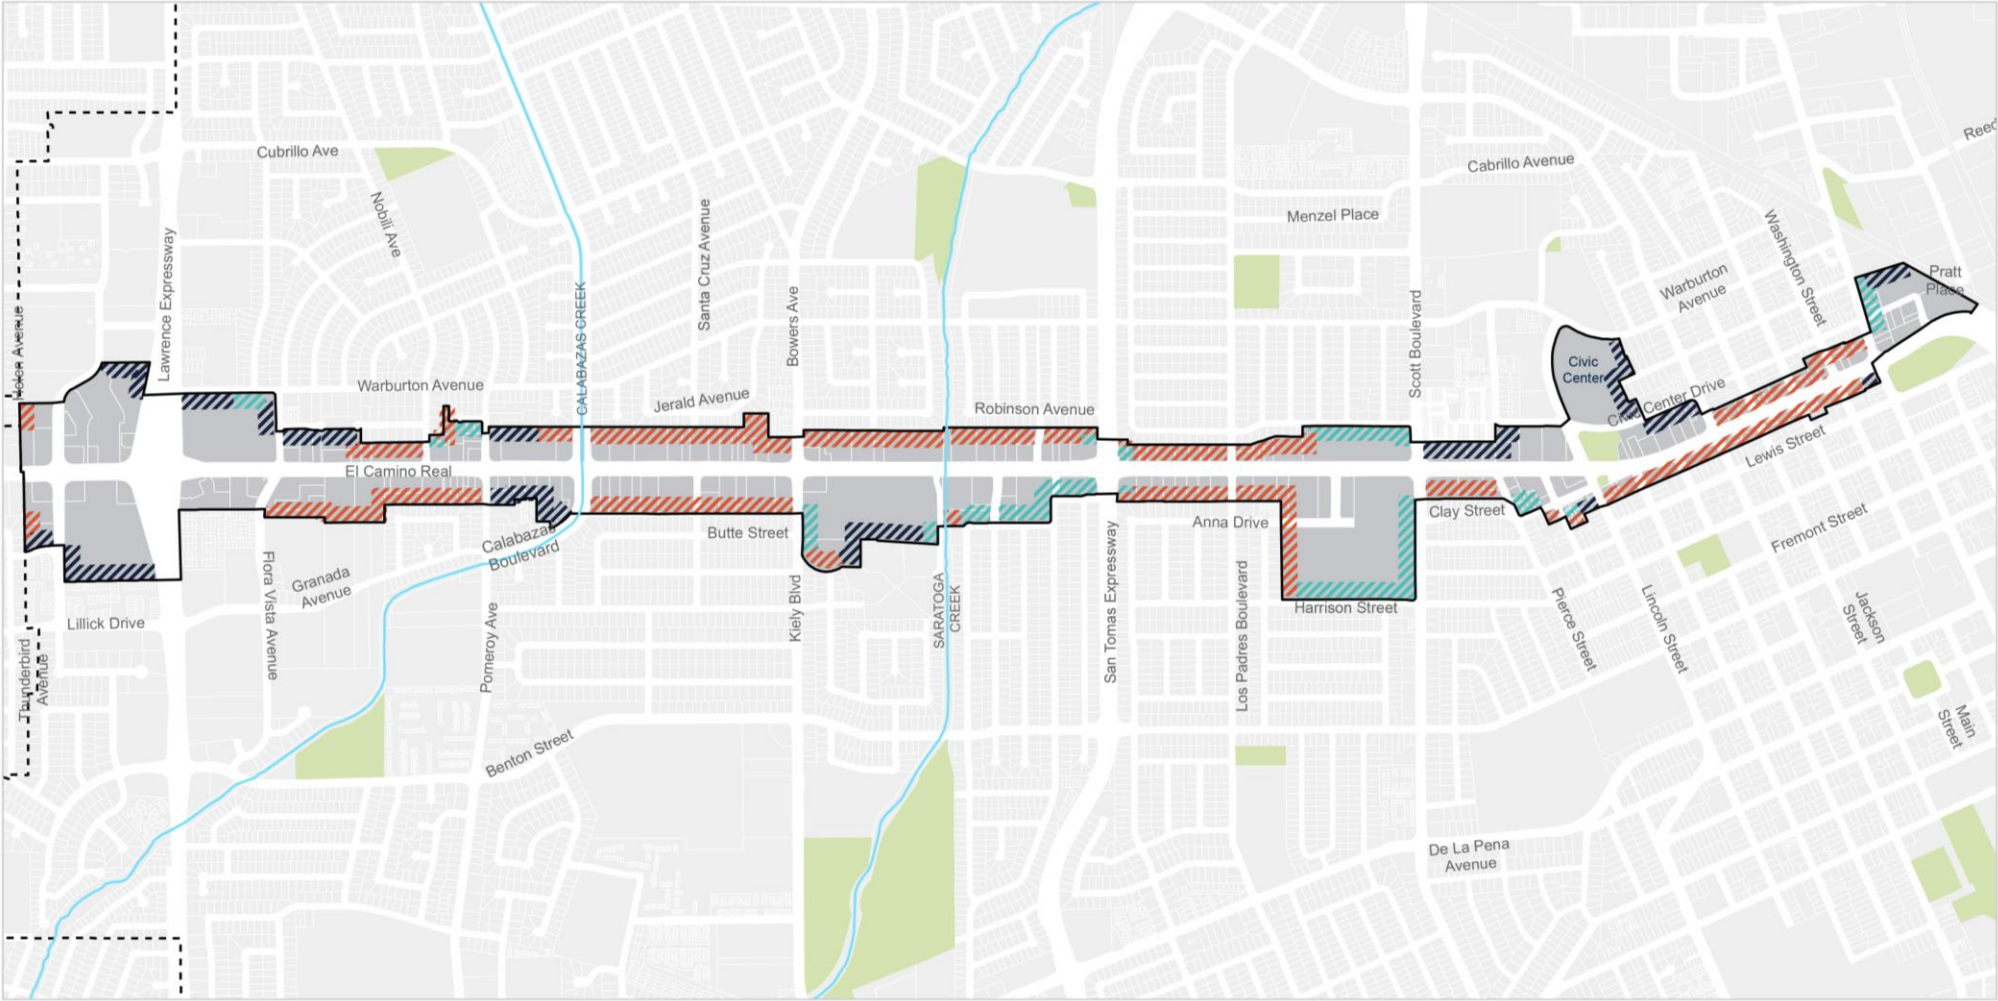 Reed
Cubrillo Ave
Cabrillo Avenue
Nobili Ave
Santa Cruz Avenue
Menzel Place
Washington Street
Lawrence Expressway
Warburton
Avenue
Pratt
Place
CALABAZAS CREEK
Bowers Ave
Scott Boulevard
Helen Avenue
Civic
Center
Warburton Avenue
Jerald Avenue
Robinson Avenue
Civic Center Drive
El Camino Real
Lewis Street
Clay Street
Anna Drive
Butte Street
Fremont Street
Calabazas
Boulevard
Granada
Avenue
Flora Vista Avenue
Lillick Drive
Kiely Blvd
SARATOGA
CREEK
San Tomas Expressway
Los Padres Boulevard
Harrison Street
Pierce Street
Lincoln Street
Jackson
Street
Thunderbird
Avenue
Pomeroy Ave
Main
Street
Benton Street
De La Pena
Avenue